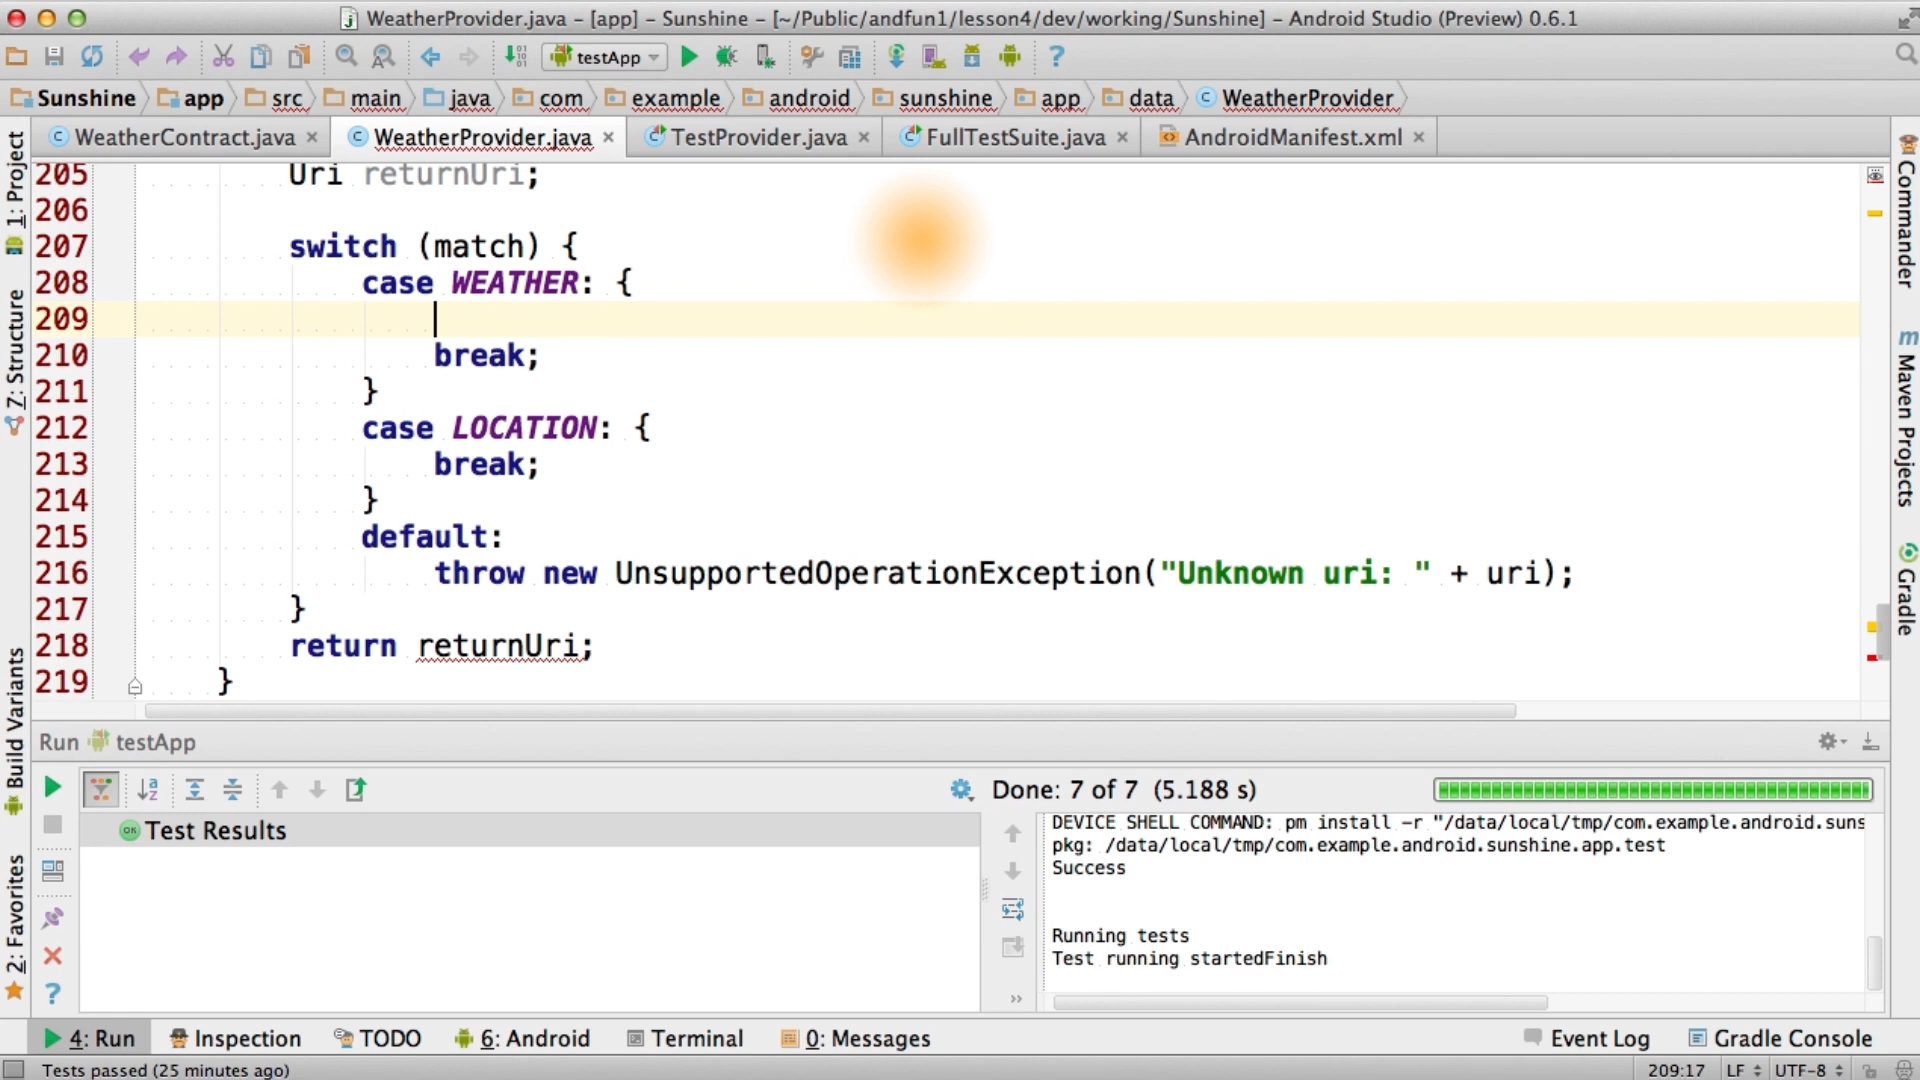 WeatherProvider.java - [app] - Sunshine - [~/Public/andfun1/lesson4/dev/working/Sunshine] - Android Studio (Preview) 0.6.1
testApp
Sunshine app src main java com example android sunshine app data WeatherProvider
WeatherContract.java WeatherProvider.java TestProvider.java FullTestSuite.java AndroidManifest.xml
1: Project
7: Structure
Build Variants
2: Favorites
205 Uri returnUri;
206
207 switch (match) {
208 case WEATHER: {
209
210 break;
211 }
212 case LOCATION: {
213 break;
214 }
215 default:
216 throw new UnsupportedOperationException("Unknown uri: " + uri);
217 }
218 return returnUri;
219 }
Commander
Maven Projects
Gradle
Run testApp
Done: 7 of 7 (5.188 s)
Test Results
DEVICE SHELL COMMAND: pm install -r "/data/local/tmp/com.example.android.suns
pkg: /data/local/tmp/com.example.android.sunshine.app.test
Success
Running tests
Test running startedFinish
4: Run Inspection TODO 6: Android Terminal 0: Messages Event Log Gradle Console
Tests passed (25 minutes ago) 209:17 LF UTF-8